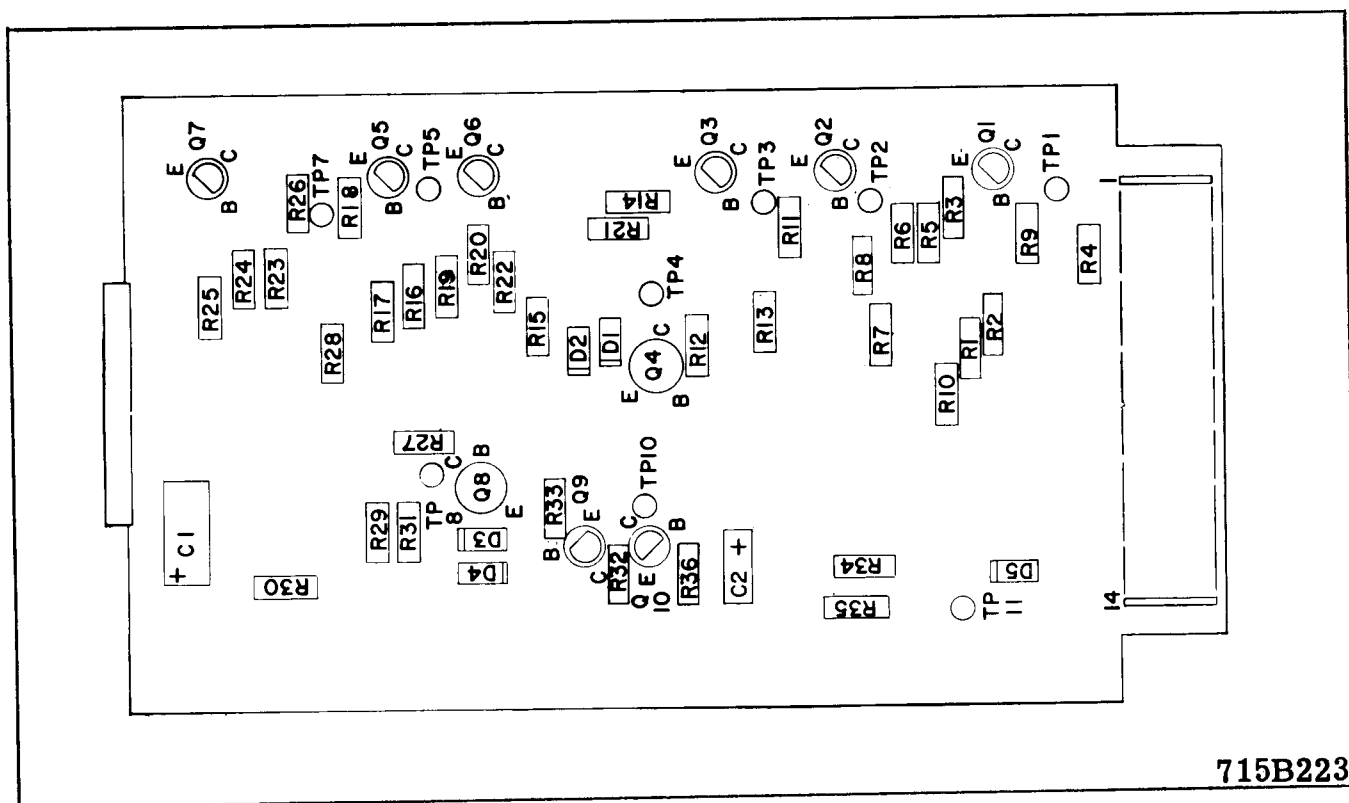 E
Q7
C
B
R26
TP7
R18
E
Q5
C
B
TP5
E
Q6
C
B
R14
R21
E
Q3
C
B
TP3
R11
E
Q2
C
B
TP2
R6
R5
R3
E
Q1
C
B
TP1
R9
R4
R8
R25
R24
R23
R28
R17
R16
R19
R20
R22
R15
D2
D1
TP4
C
Q4
E
B
R12
R13
R7
R10
R1
R2
1
+ C1
R30
R27
TP
8
C
B
Q8
E
R29
R31
D3
D4
R33
Q9
B
E
C
TP10
C
B
E
Q
10
R32
R36
C2 +
R34
R35
D5
TP
11
14
715B223